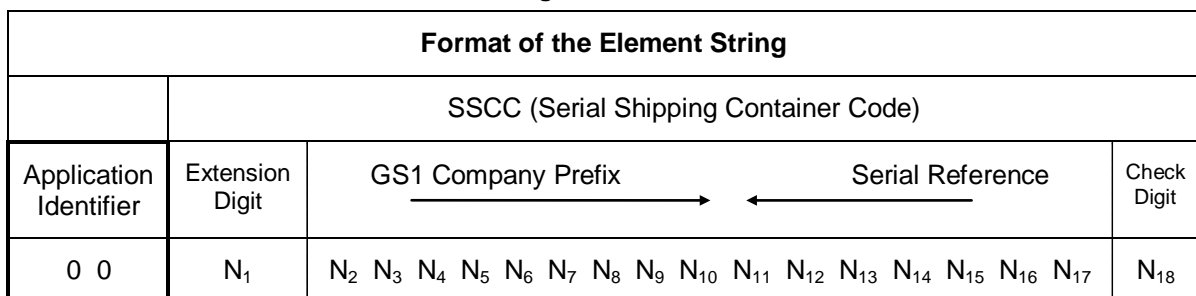 Format of the Element String
SSCC (Serial Shipping Container Code)
Application Identifier
Extension Digit
GS1 Company Prefix
Serial Reference
Check Digit
0 0
N1
N2 N3 N4 N5 N6 N7 N8 N9 N10 N11 N12 N13 N14 N15 N16 N17
N18